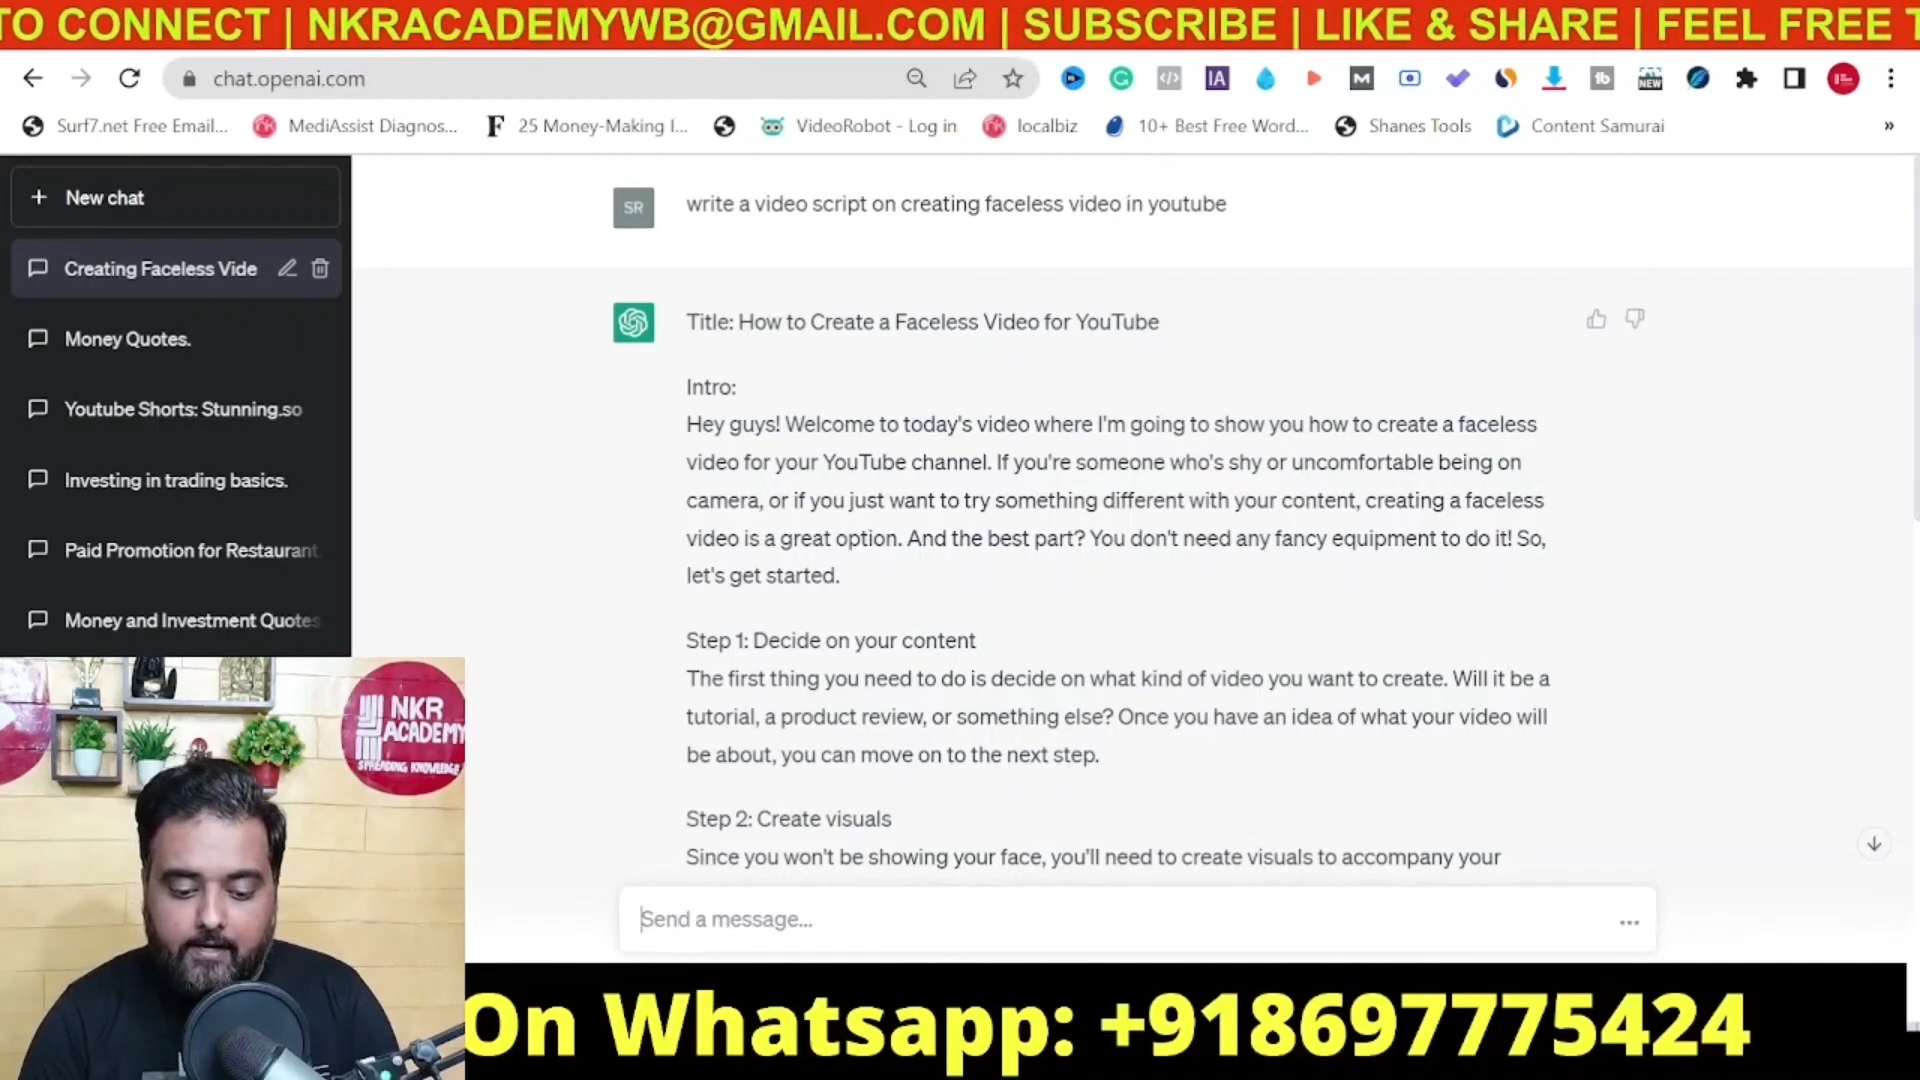 TO CONNECT | NKRACADEMYWB@GMAIL.COM | SUBSCRIBE | LIKE & SHARE | FEEL FREE T
chat.openai.com
Surf7.net Free Email...
MediAssist Diagnos...
25 Money-Making I...
VideoRobot - Log in
localbiz
10+ Best Free Word...
Shanes Tools
Content Samurai
»
+ New chat
Creating Faceless Vide
Money Quotes.
Youtube Shorts: Stunning.so
Investing in trading basics.
Paid Promotion for Restaurant
Money and Investment Quotes
SR
write a video script on creating faceless video in youtube
Title: How to Create a Faceless Video for YouTube
Intro:
Hey guys! Welcome to today's video where I'm going to show you how to create a faceless
video for your YouTube channel. If you're someone who's shy or uncomfortable being on
camera, or if you just want to try something different with your content, creating a faceless
video is a great option. And the best part? You don't need any fancy equipment to do it! So,
let's get started.
Step 1: Decide on your content
The first thing you need to do is decide on what kind of video you want to create. Will it be a
tutorial, a product review, or something else? Once you have an idea of what your video will
be about, you can move on to the next step.
Step 2: Create visuals
Since you won't be showing your face, you'll need to create visuals to accompany your
Send a message...
NKR
ACADEMY
SPREADING KNOWLEDGE
On Whatsapp: +918697775424